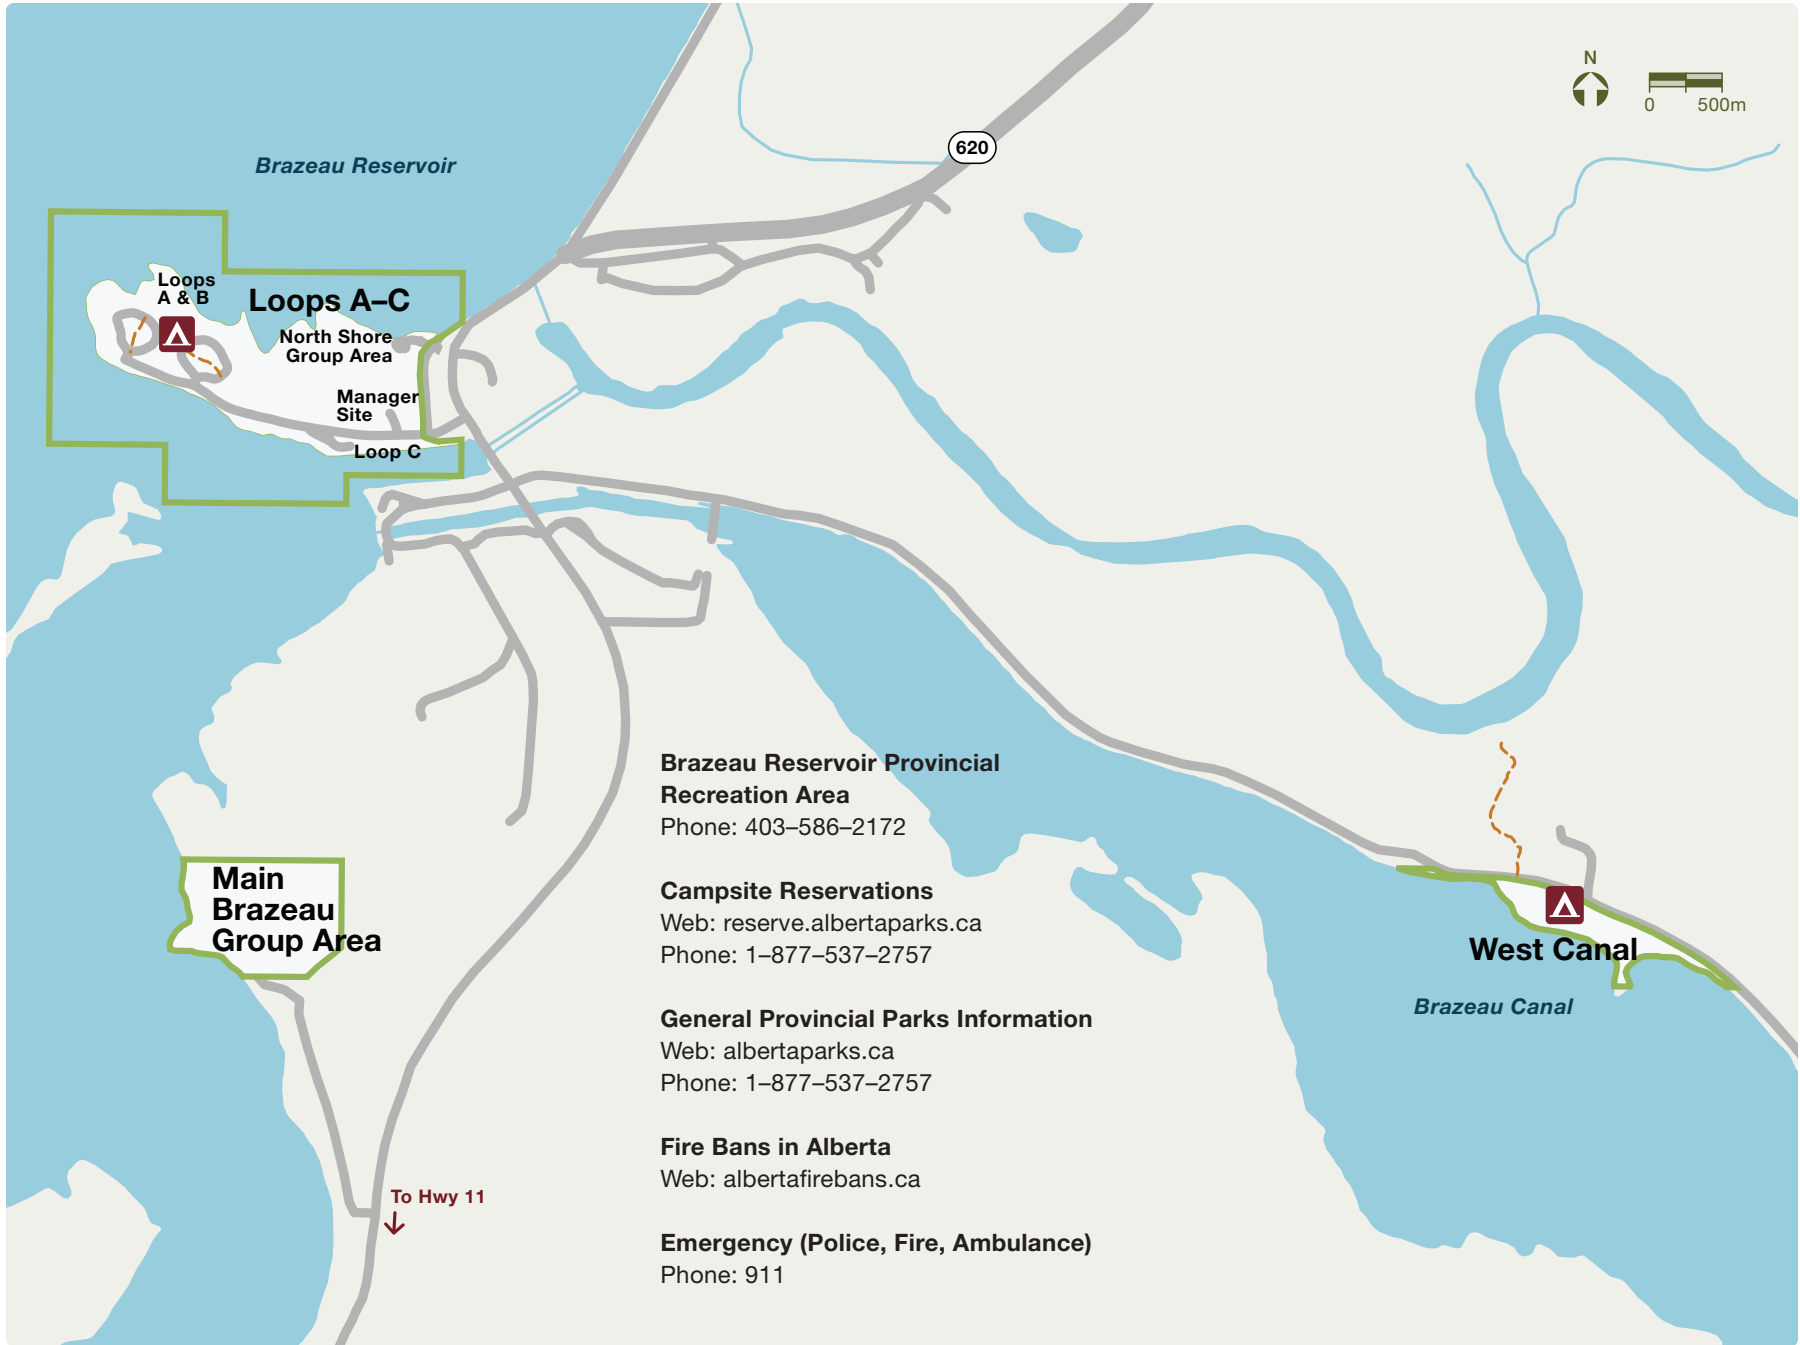 N
0 500m
620
Brazeau Reservoir
Loops
A & B
Loops A–C
North Shore
Group Area
Manager
Site
Loop C
Brazeau Reservoir Provincial
Recreation Area
Phone: 403–586–2172
Campsite Reservations
Web: reserve.albertaparks.ca
Phone: 1–877–537–2757
General Provincial Parks Information
Web: albertaparks.ca
Phone: 1–877–537–2757
Fire Bans in Alberta
Web: albertafirebans.ca
Emergency (Police, Fire, Ambulance)
Phone: 911
Main
Brazeau
Group Area
West Canal
Brazeau Canal
To Hwy 11